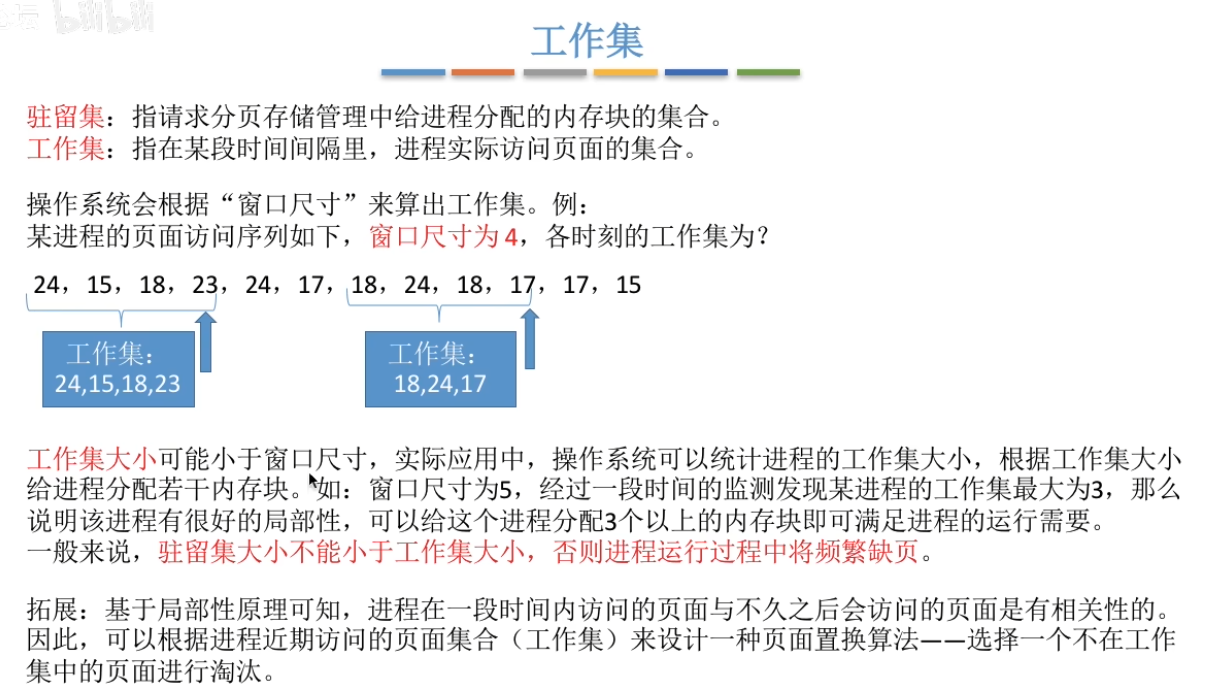 bilibili
工作集
驻留集：指请求分页存储管理中给进程分配的内存块的集合。
工作集：指在某段时间间隔里，进程实际访问页面的集合。
操作系统会根据“窗口尺寸”来算出工作集。例：
某进程的页面访问序列如下，窗口尺寸为 4，各时刻的工作集为？
24，15，18，23，24，17，18，24，18，17，17，15
工作集：
24,15,18,23
工作集：
18,24,17
工作集大小可能小于窗口尺寸，实际应用中，操作系统可以统计进程的工作集大小，根据工作集大小
给进程分配若干内存块。如：窗口尺寸为5，经过一段时间的监测发现某进程的工作集最大为3，那么
说明该进程有很好的局部性，可以给这个进程分配3个以上的内存块即可满足进程的运行需要。
一般来说，驻留集大小不能小于工作集大小，否则进程运行过程中将频繁缺页。
拓展：基于局部性原理可知，进程在一段时间内访问的页面与不久之后会访问的页面是有相关性的。
因此，可以根据进程近期访问的页面集合（工作集）来设计一种页面置换算法——选择一个不在工作
集中的页面进行淘汰。